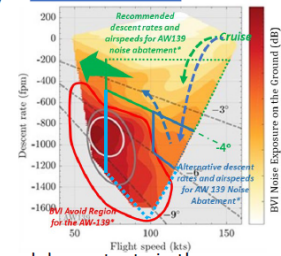 Recommended
descent rates and
airspeeds for AW139
noise abatement*
Cruise
200
0
-200
-400
-600
-800
-1000
-1200
-1400
-1600
Descent rate (fpm)
-3°
-4°
-6°
-9°
Alternative descent
rates and airspeeds
for AW 139 Noise
Abatement*
BVI Avoid Region
for the AW-139*
50
100
150
Flight speed (kts)
BVI Noise Exposure on the Ground (dB)